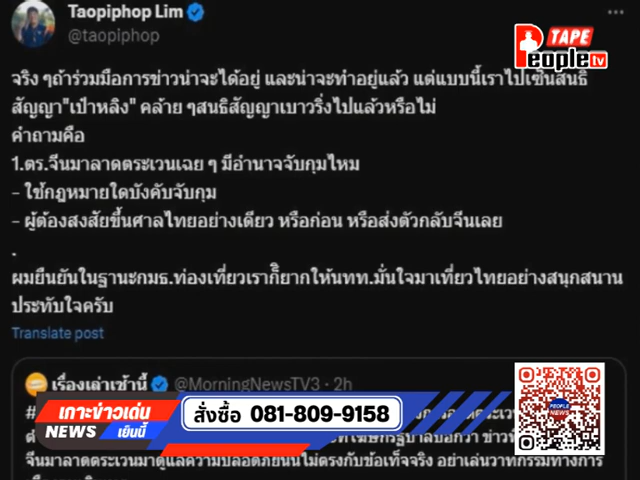 Taopiphop Lim
@taopiphop
TAPE
People tv
จริง ๆถ้าร่วมมือการข่าวน่าจะได้อยู่ และน่าจะทำอยู่แล้ว แต่แบบนี้เราไปเซ็นสนธิ
สัญญา"เป่าหลิง" คล้าย ๆสนธิสัญญาเบาวริ่งไปแล้วหรือไม่
คำถามคือ
1.ตร.จีนมาลาดตระเวนเฉย ๆ มีอำนาจจับกุมไหม
- ใช้กฎหมายใดบังคับจับกุม
- ผู้ต้องสงสัยขึ้นศาลไทยอย่างเดียว หรือก่อน หรือส่งตัวกลับจีนเลย
.
ผมยืนยันในฐานะกมธ.ท่องเที่ยวเราก็อยากให้นทท.มั่นใจมาเที่ยวไทยอย่างสนุกสนาน
ประทับใจครับ
Translate post
เรื่องเล่าเช้านี้ @MorningNewsTV3 · 2h
เกาะข่าวเด่น
NEWS เย็นนี้
สั่งซื้อ 081-809-9158
PEOPLE NEWS
จีนมาลาดตระเวนมาดูแลความปลอดภัยนั้นไม่ตรงกับข้อเท็จจริง อย่าเล่นวาทกรรมทางการ